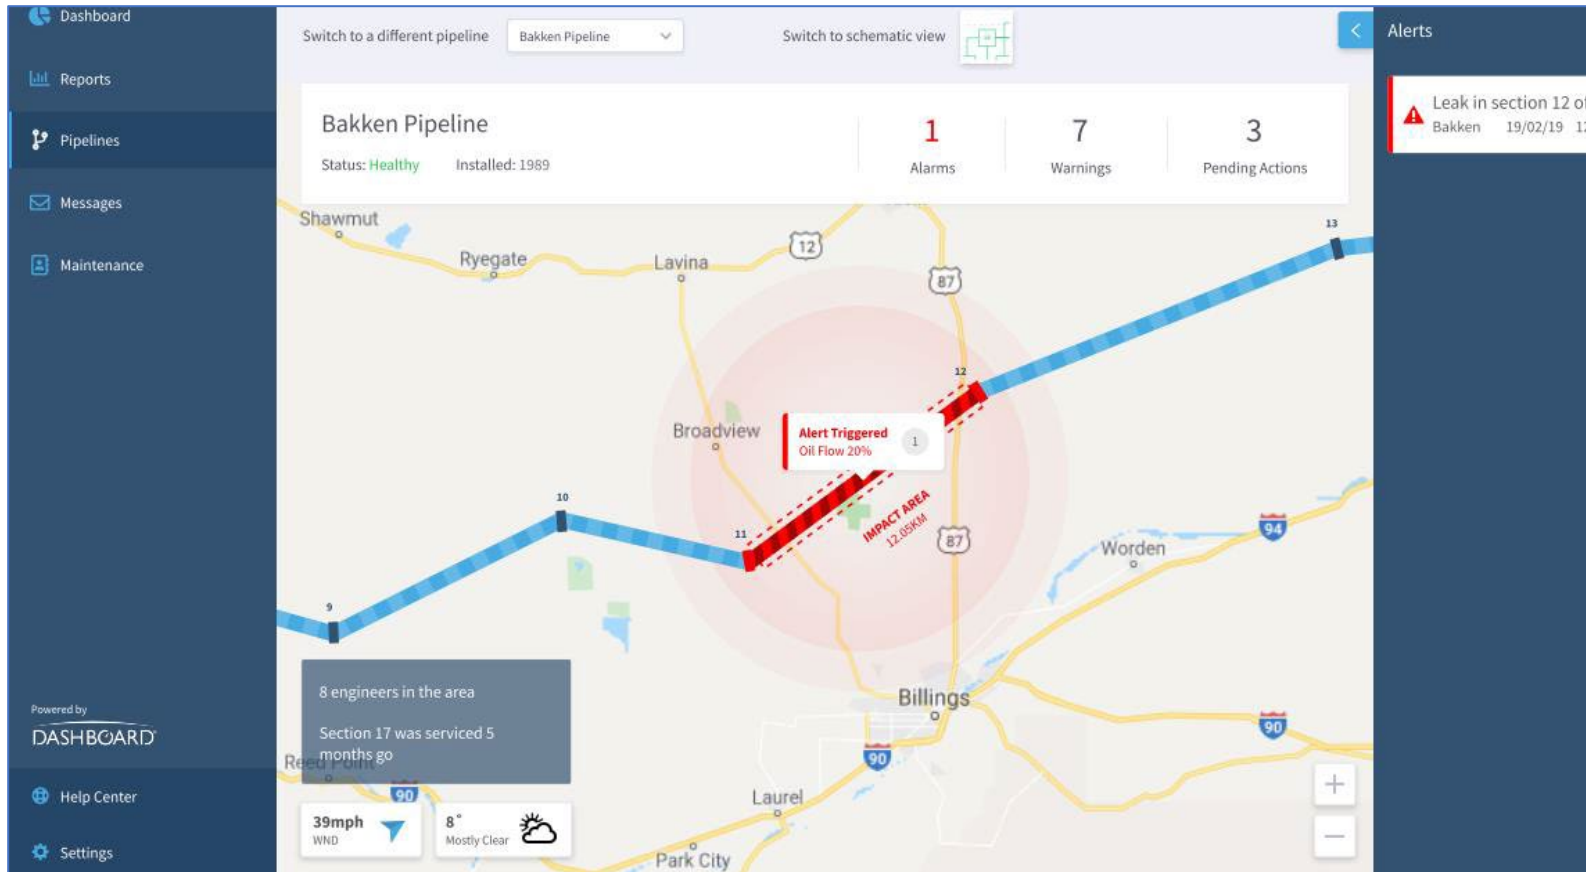 Dashboard
Reports
Pipelines
Messages
Maintenance
Powered by
DASHBOARD
Help Center
Settings
Switch to a different pipeline
Bakken Pipeline
Switch to schematic view
Bakken Pipeline
Status: Healthy Installed: 1989
1
Alarms
7
Warnings
3
Pending Actions
Shawmut
Ryegate
Lavina
12
87
13
12
Broadview
Alert Triggered
Oil Flow 20%
1
IMPACT AREA
12.05KM
10
11
87
94
Worden
9
8 engineers in the area
Section 17 was serviced 5
months go
Billings
90
90
Reed Point
90
Laurel
39mph
WND
8°
Mostly Clear
Park City
+
−
Alerts
Leak in section 12 of
Bakken 19/02/19 12